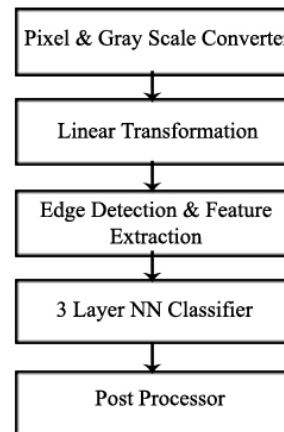 Pixel & Gray Scale Converter
Linear Transformation
Edge Detection & Feature
Extraction
3 Layer NN Classifier
Post Processor